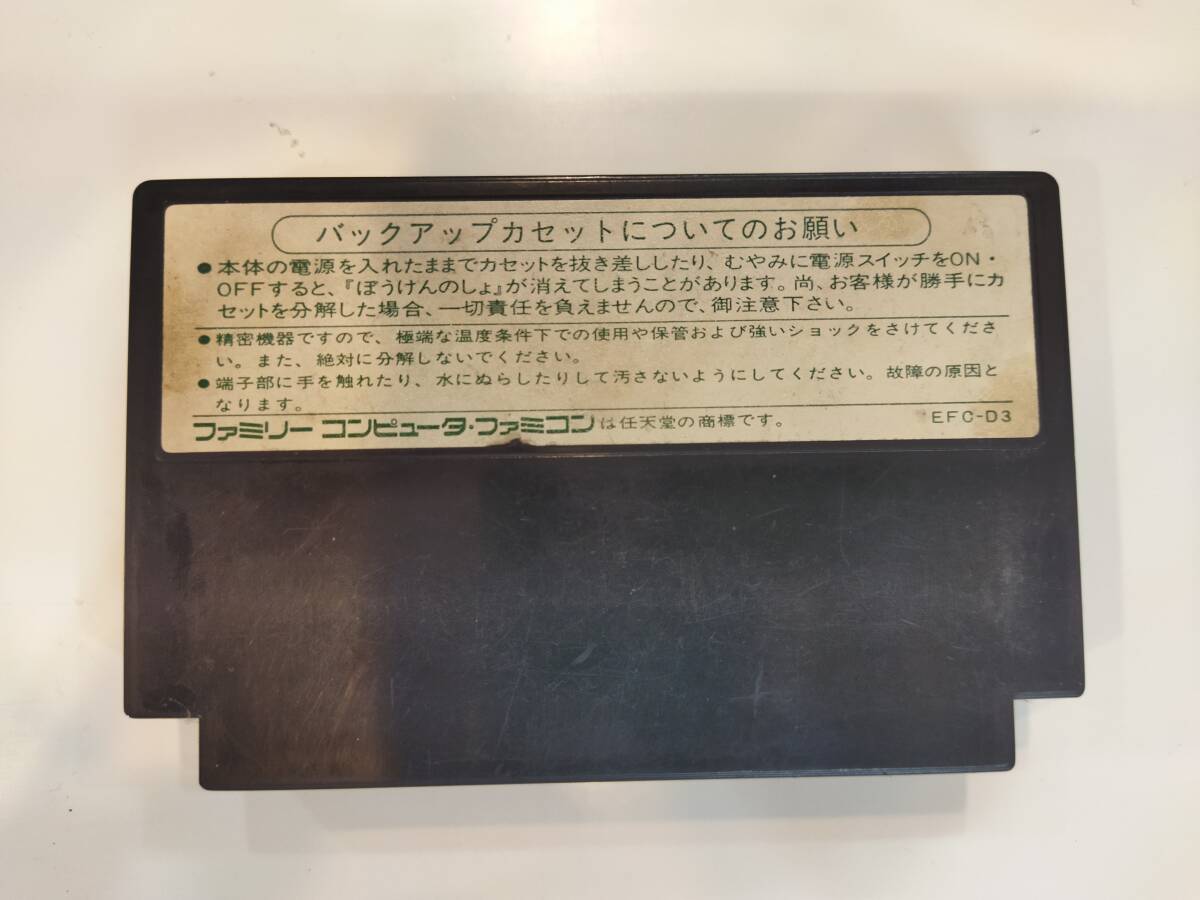 バックアップカセットについてのお願い
●本体の電源を入れたままでカセットを抜き差ししたり、むやみに電源スイッチをON・
OFFすると、『ぼうけんのしょ』が消えてしまうことがあります。尚、お客様が勝手にカ
セットを分解した場合、一切責任を負えませんので、御注意下さい。
●精密機器ですので、極端な温度条件下での使用や保管および強いショックをさけてくださ
い。また、絶対に分解しないでください。
●端子部に手を触れたり、水にぬらしたりして汚さないようにしてください。故障の原因と
なります。
ファミリー コンピュータ・ファミコンは任天堂の商標です。 EFC-D3